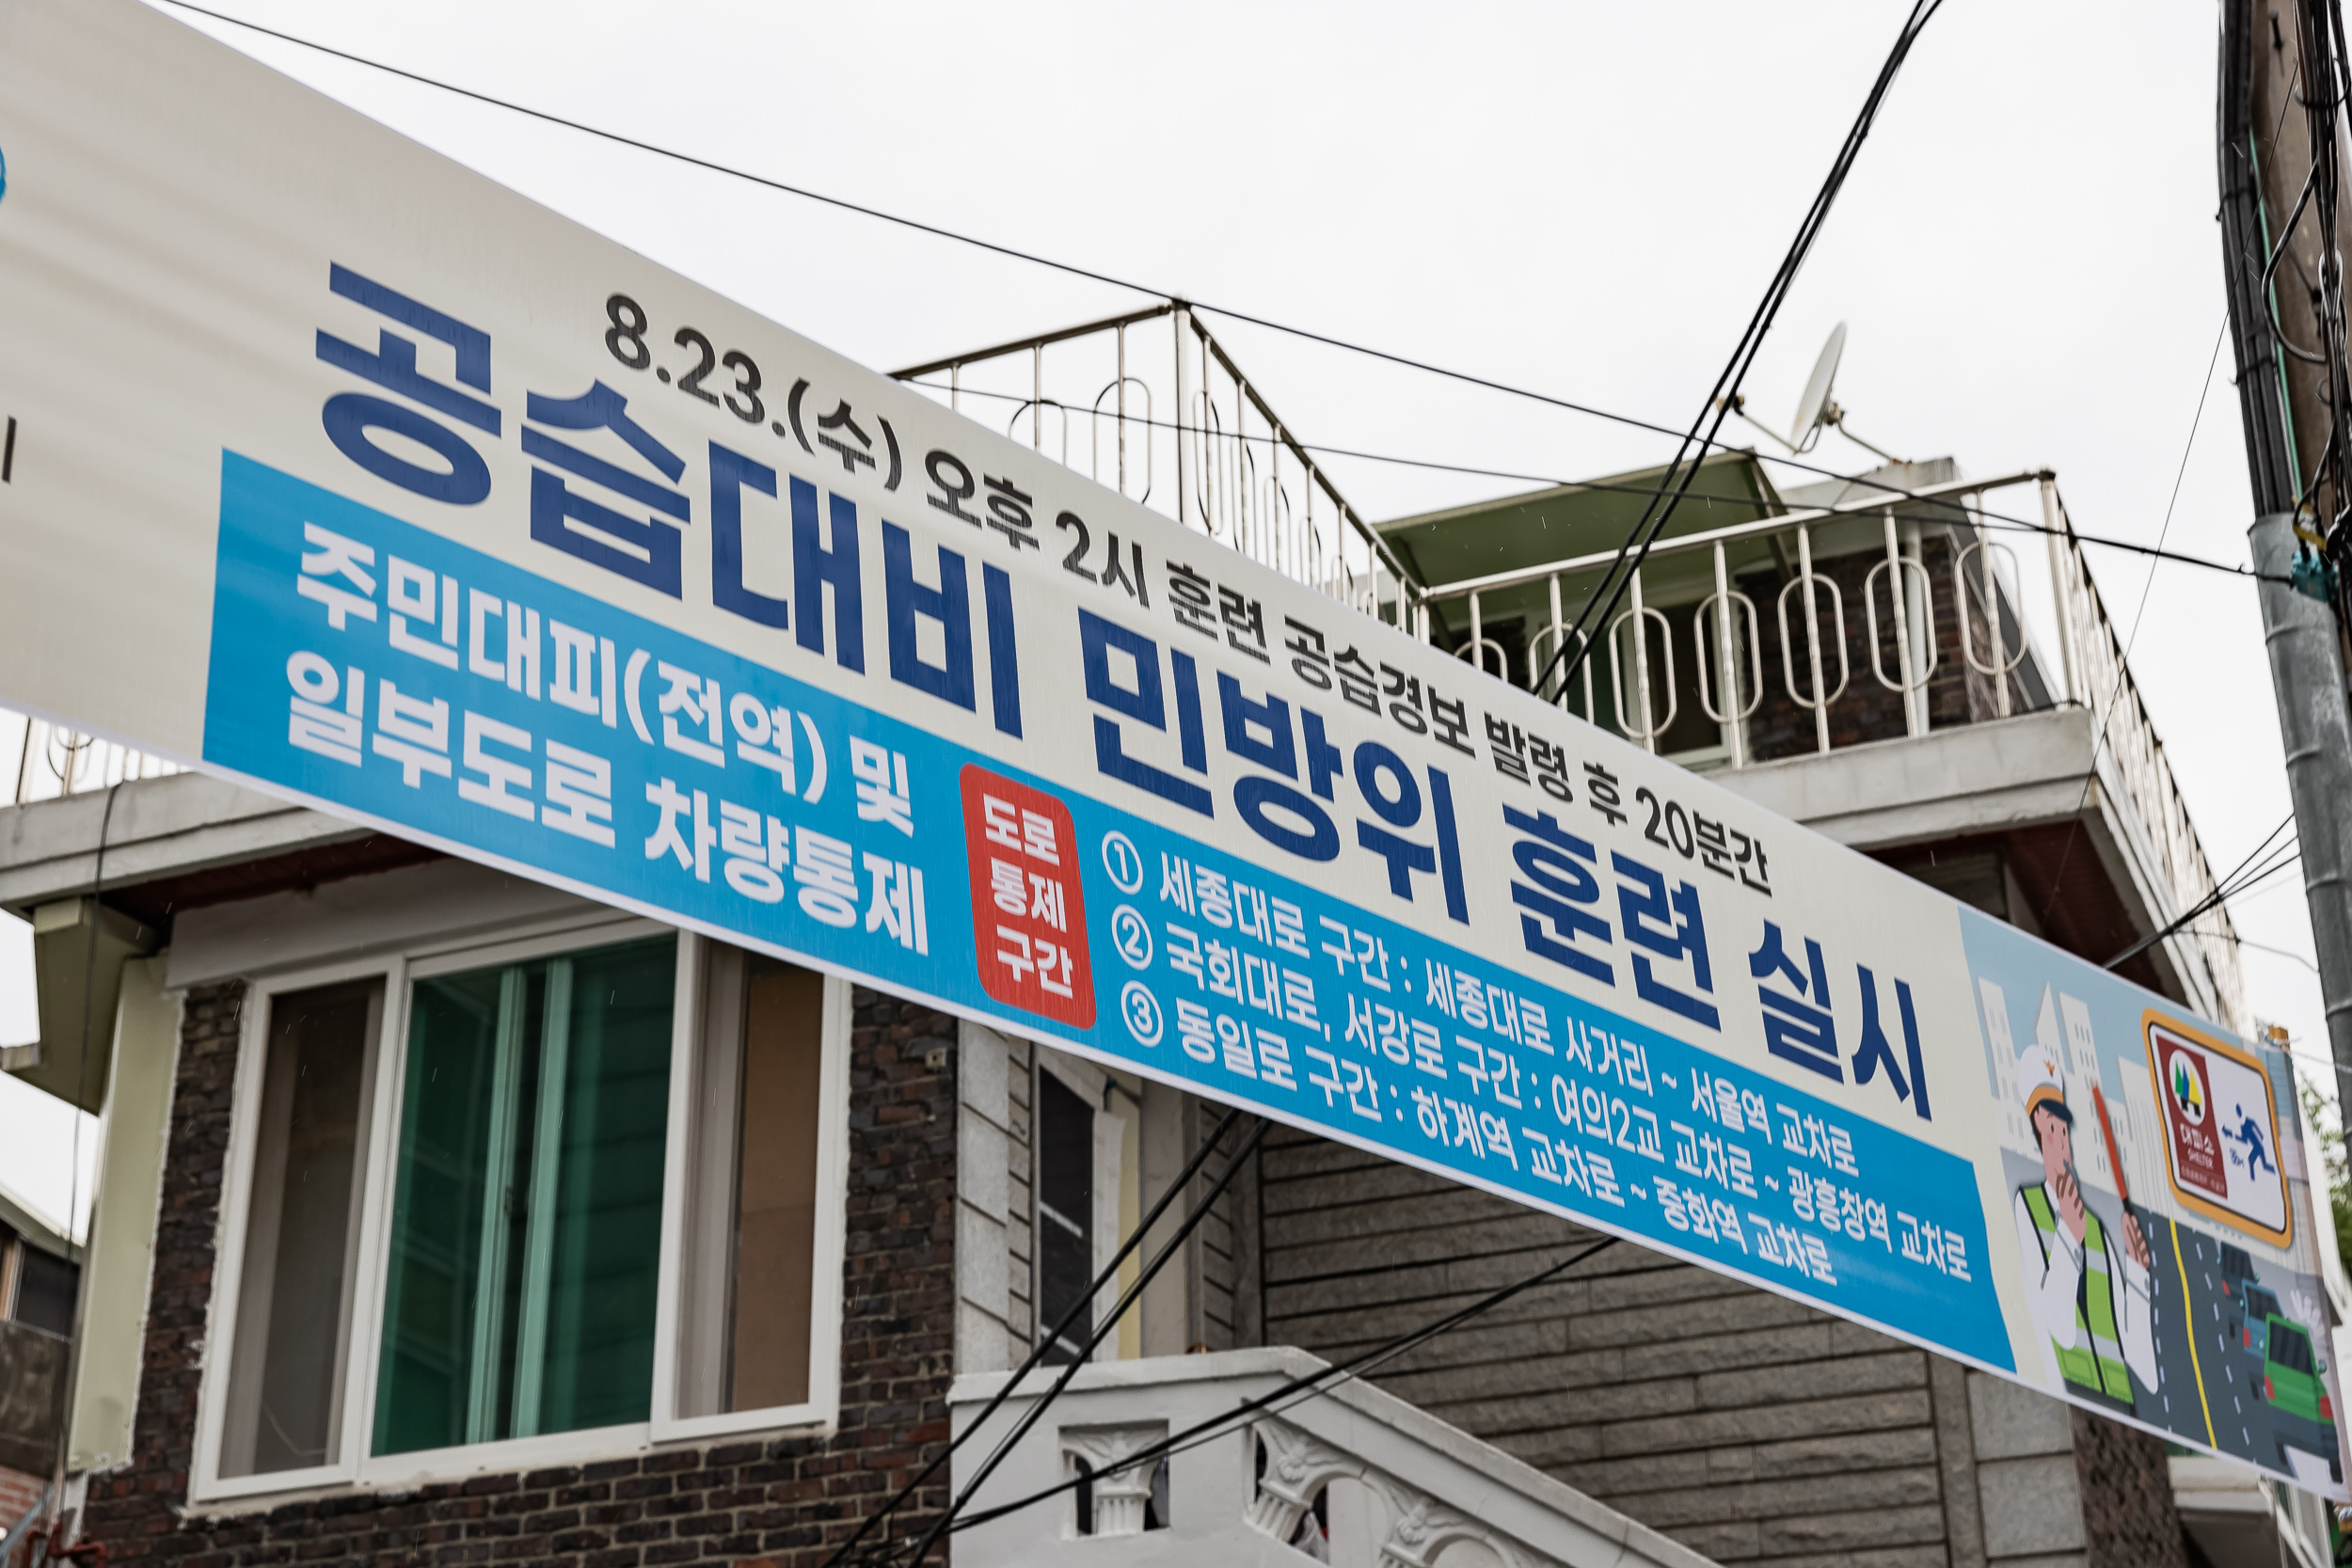 8.23.(수) 오후 2시 훈련 공습경보 발령 후 20분간
공습대비 민방위 훈련 실시
주민대피(전역) 및
일부도로 차량통제
도로
통제
구간
① 세종대로 구간 : 세종대로 사거리 ~ 서울역 교차로
② 국회대로, 서강로 구간 : 여의2교 교차로 ~ 광흥창역 교차로
③ 동일로 구간 : 하계역 교차로 ~ 중화역 교차로
대피소
SHELTER